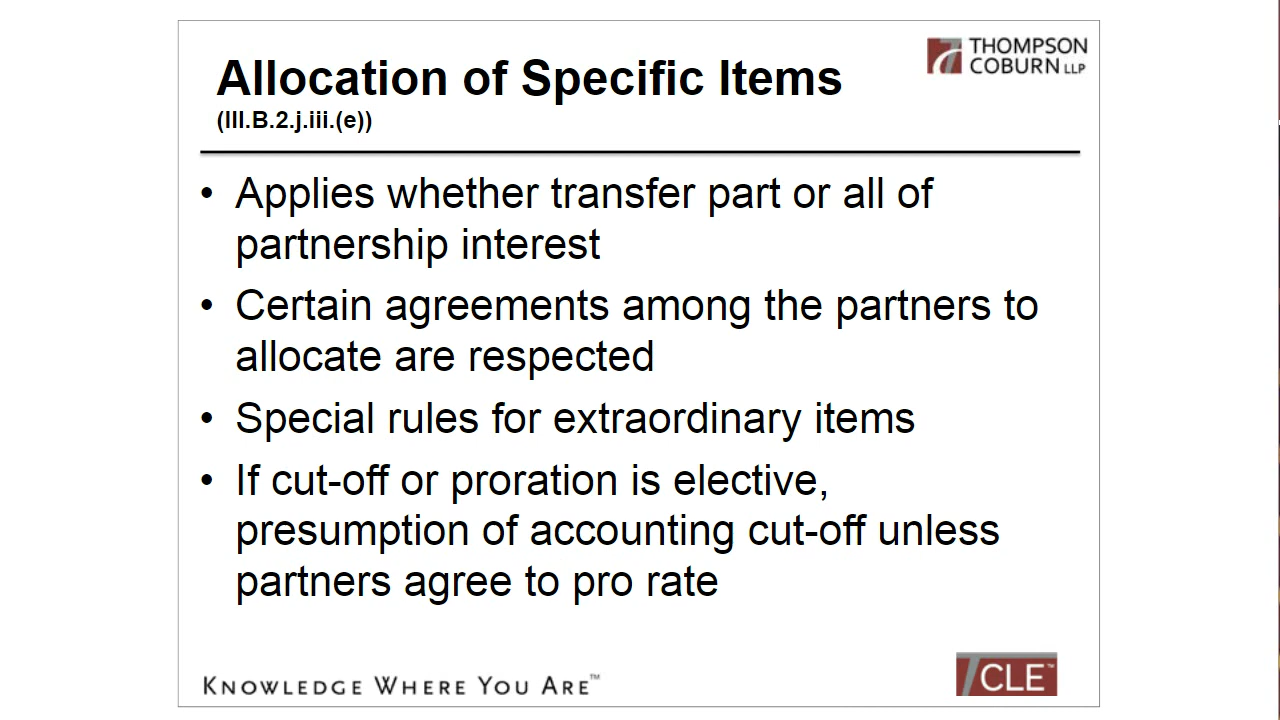 THOMPSON
COBURN LLP
Allocation of Specific Items
(III.B.2.j.iii.(e))
• Applies whether transfer part or all of
partnership interest
• Certain agreements among the partners to
allocate are respected
• Special rules for extraordinary items
• If cut-off or proration is elective,
presumption of accounting cut-off unless
partners agree to pro rate
KNOWLEDGE WHERE YOU ARE™
CLE™